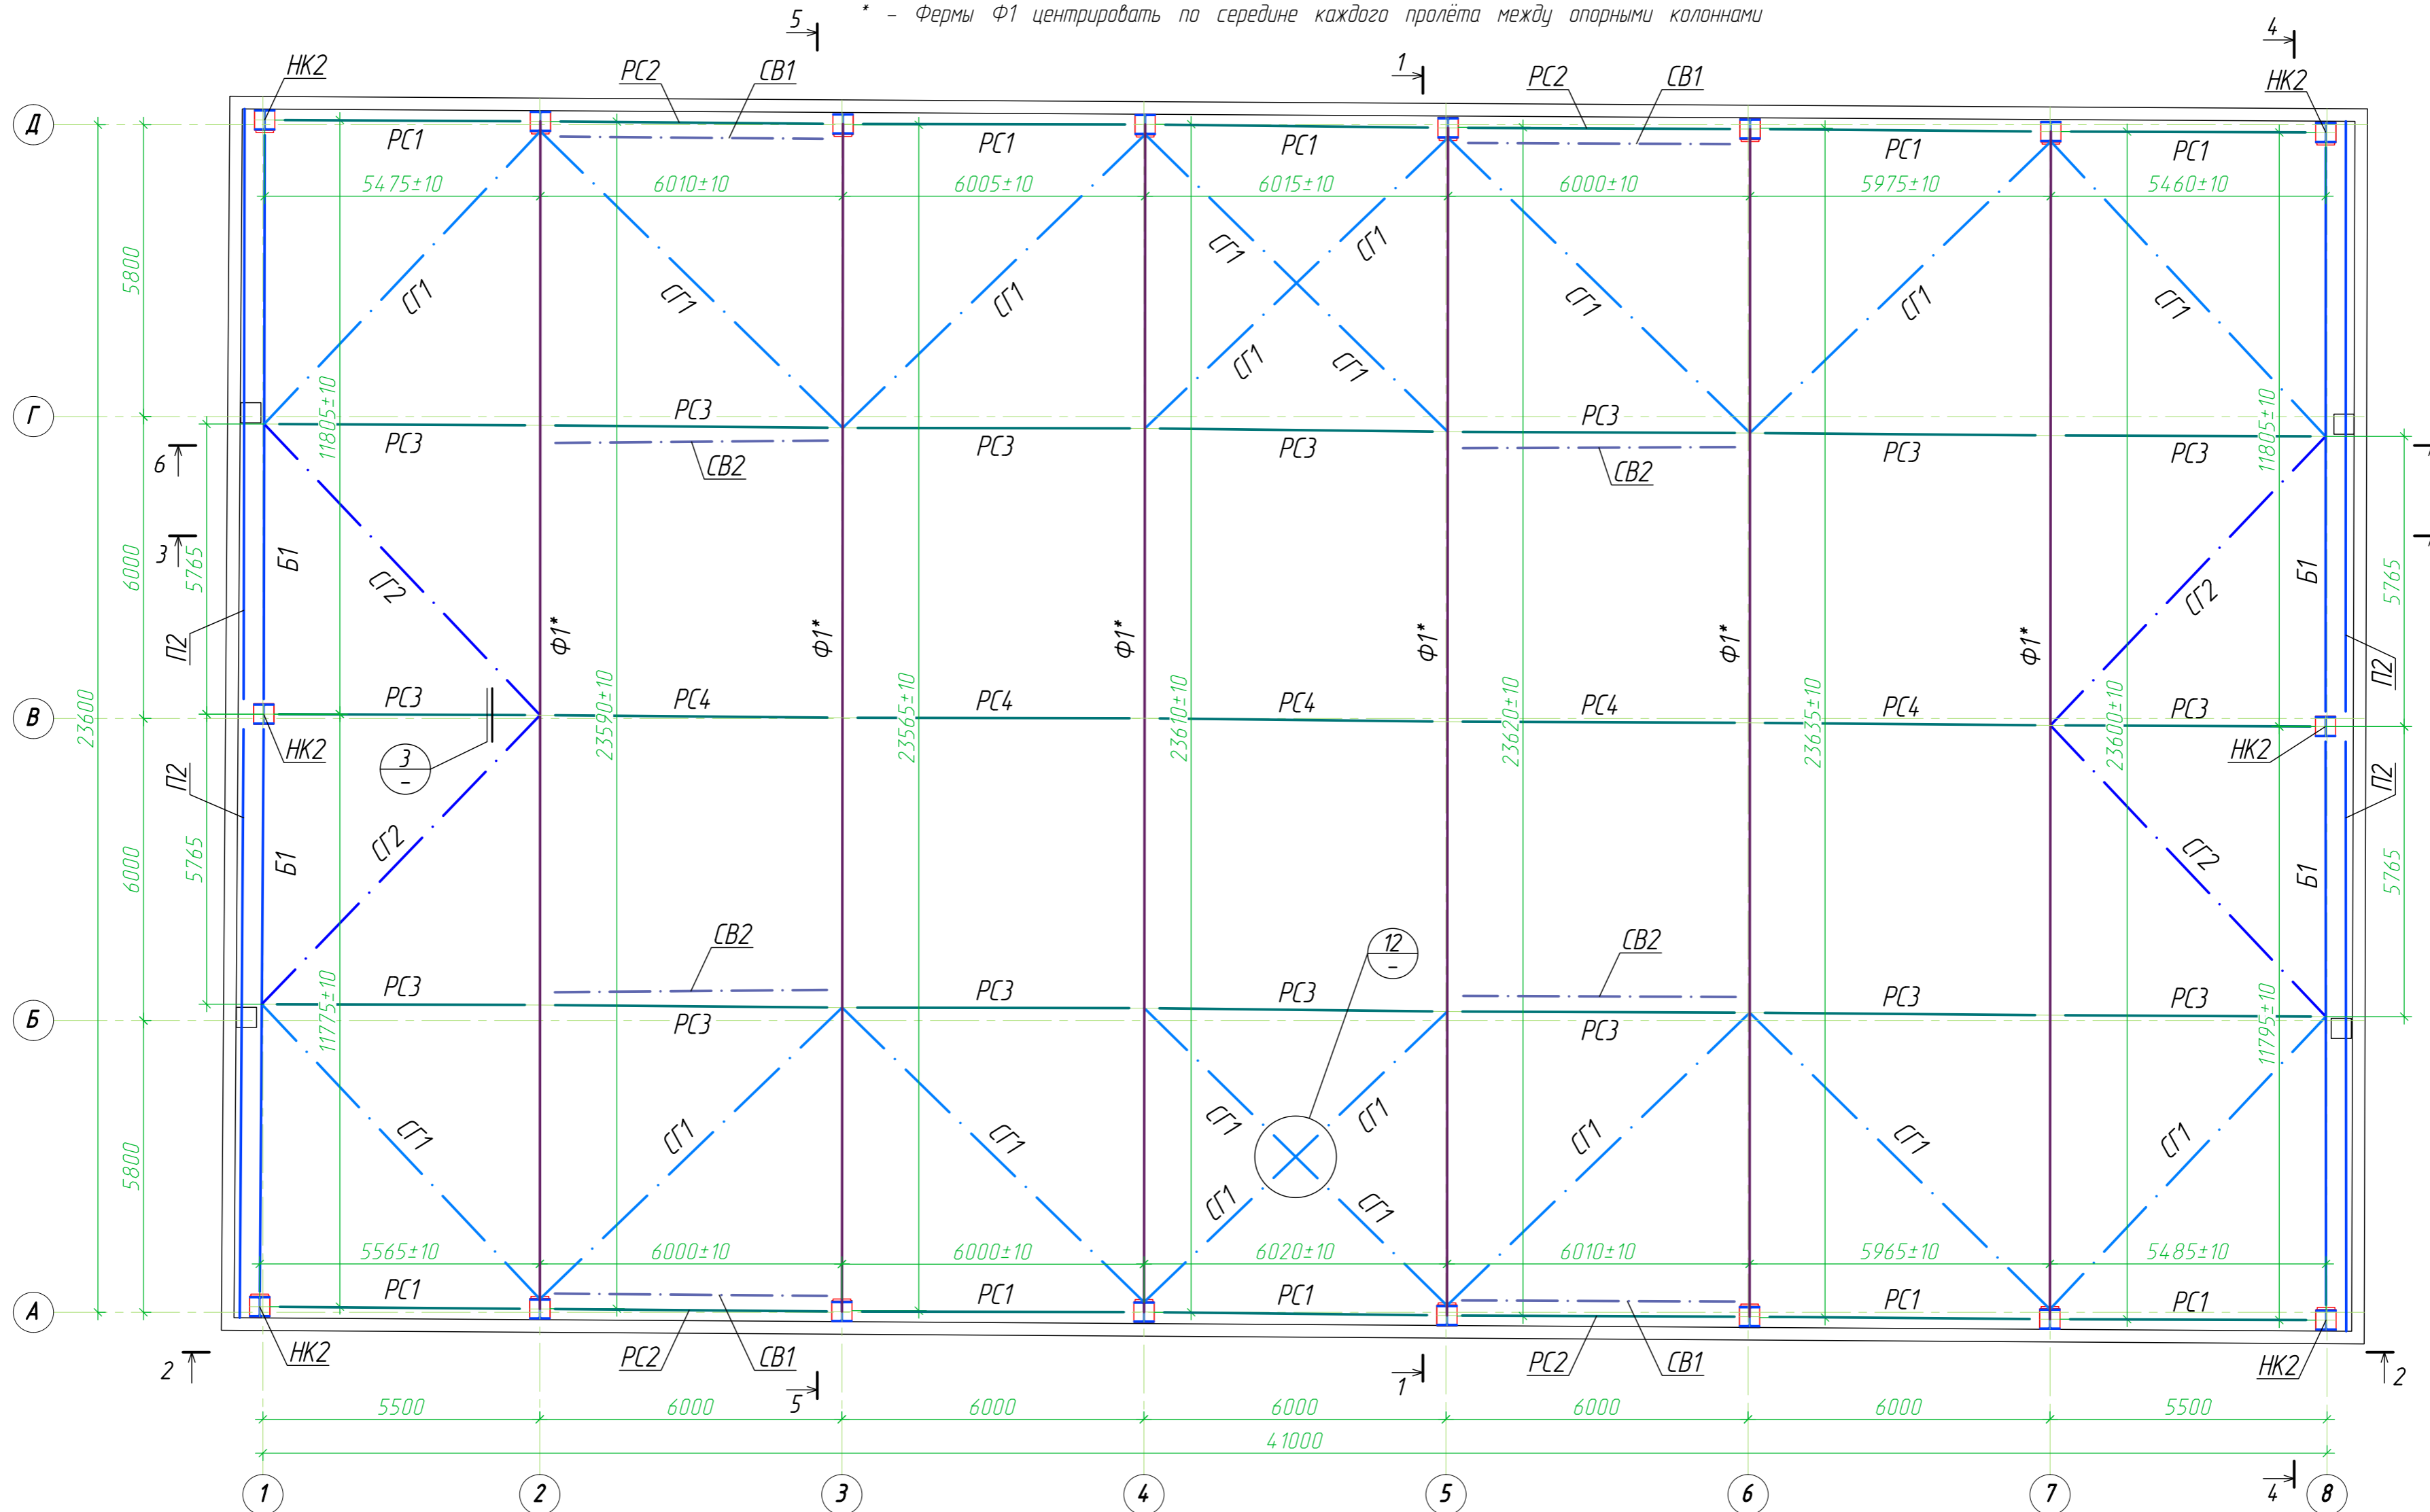 * - Фермы Ф1 центрировать по середине каждого пролёта между опорными колоннами
5
4
1
НК2
РС2
СВ1
РС2
СВ1
НК2
Д
РС1
РС1
РС1
РС1
РС1
5475±10
6010±10
6005±10
6015±10
6000±10
5975±10
5460±10
5800
СГ1
СГ1
СГ1
СГ1
СГ1
СГ1
СГ1
СГ1
СГ1
СГ1
11805±10
11805±10
Г
РС3
РС3
РС3
РС3
РС3
РС3
РС3
СВ2
СВ2
6
3
6000
5765
Б1
СГ2
СГ2
Б1
5765
П2
Ф1*
Ф1*
Ф1*
Ф1*
Ф1*
Ф1*
П2
23600
23590±10
23565±10
23610±10
23620±10
23635±10
23600±10
В
РС3
РС4
РС4
РС4
РС4
РС4
РС3
НК2
3
-
НК2
П2
П2
6000
5765
Б1
СГ2
СГ2
Б1
5765
СВ2
12
-
СВ2
РС3
РС3
РС3
РС3
РС3
Б
РС3
РС3
11775±10
11795±10
5800
СГ1
СГ1
СГ1
СГ1
СГ1
СГ1
СГ1
СГ1
СГ1
СГ1
5565±10
6000±10
6000±10
6020±10
6010±10
5965±10
5485±10
РС1
РС1
РС1
РС1
РС1
А
НК2
РС2
СВ1
РС2
СВ1
НК2
2
2
5
1
5500
6000
6000
6000
6000
6000
5500
41000
4
1
2
3
4
5
6
7
8